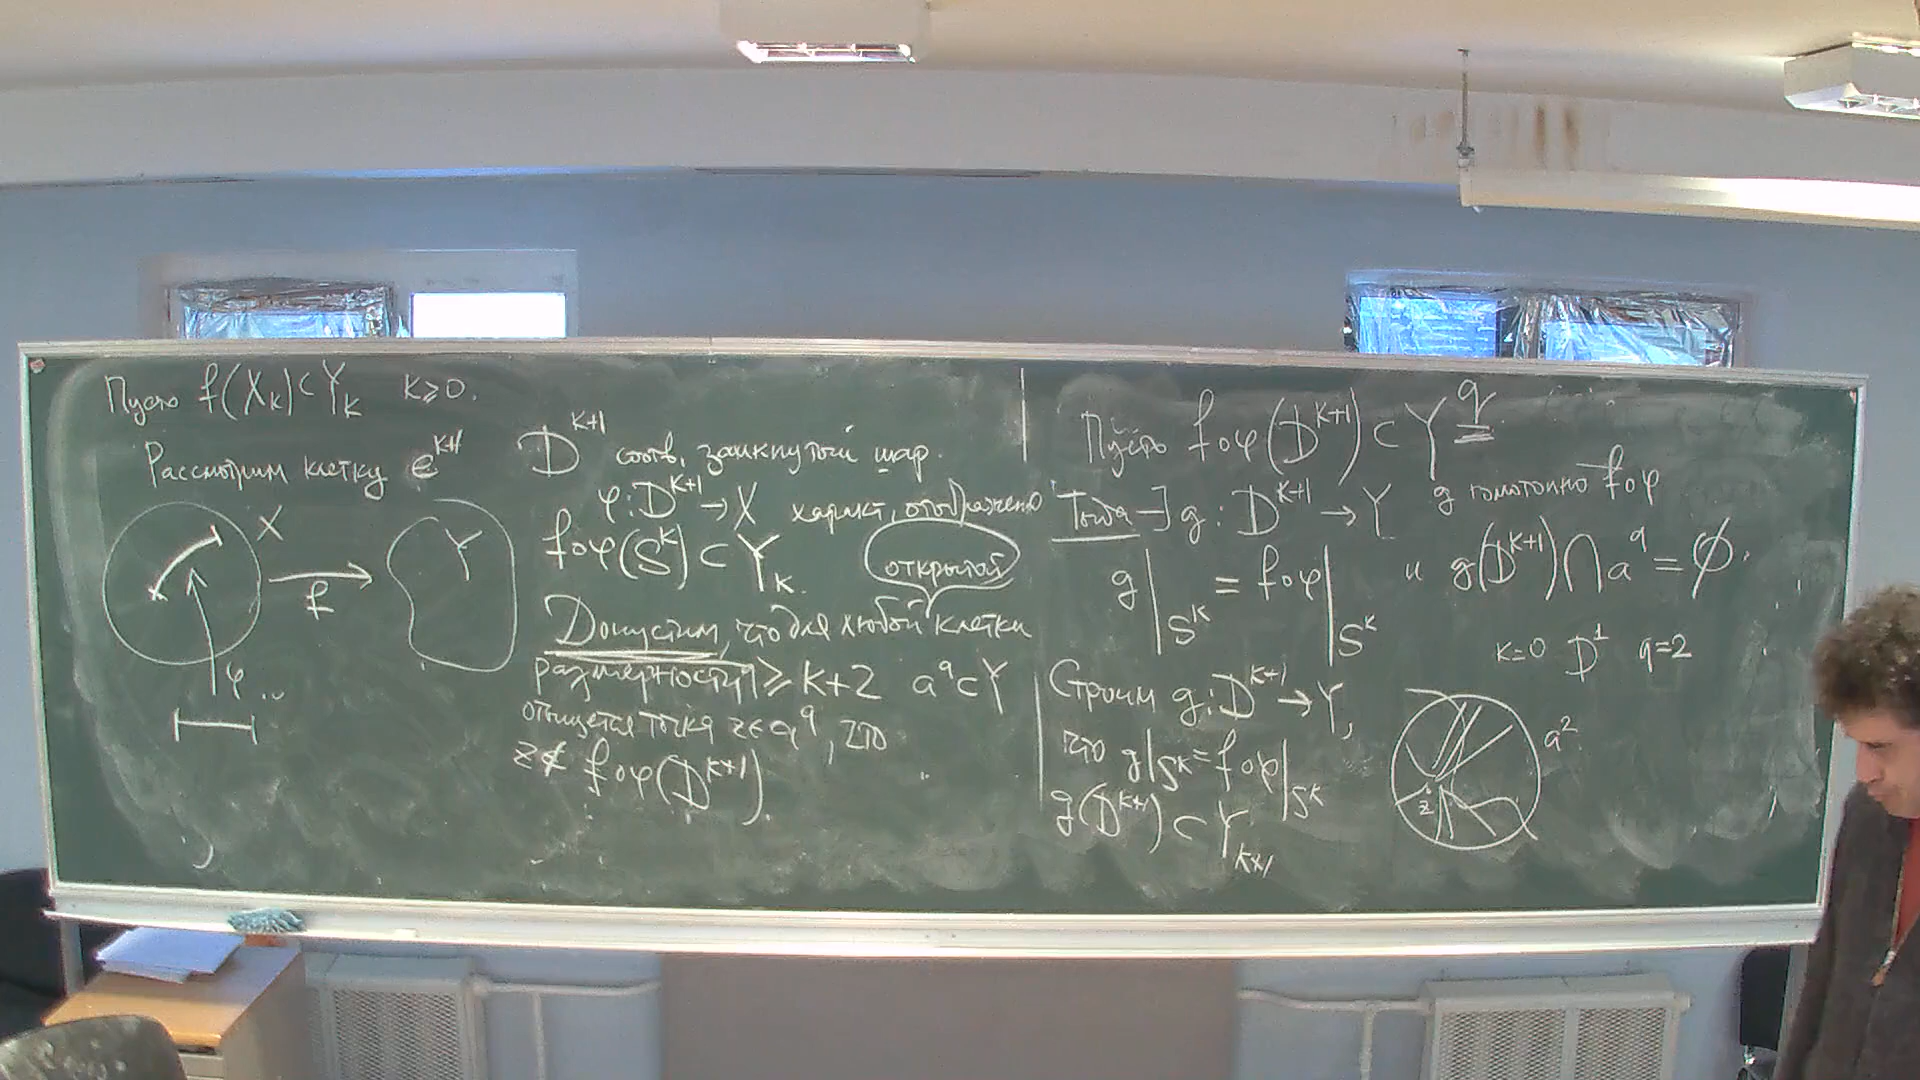 Пусть f(X_k) ⊂ Y_k k ≥ 0.
Рассмотрим клетку e^{k+1}
X
Y
f
φ
D^{k+1} соотв. замкнутый шар.
φ: D^{k+1} → X характ. отображение
f∘φ(S^k) ⊂ Y_k.
открытой
Допустим, что для любой клетки
размерности ≥ k+2 a^q ⊂ Y
отыщется точка z ∈ a^q, что
z ∉ f∘φ(D^{k+1}).
Пусть f∘φ(D^{k+1}) ⊂ Y^q
Тогда ∃ g: D^{k+1} → Y g гомотопно f∘φ
g|_{S^k} = f∘φ|_{S^k} и g(D^{k+1}) ∩ a^q = ∅.
k=0 D^1 q=2
Строим g: D^{k+1} → Y,
что g|_{S^k} = f∘φ|_{S^k}
g(D^{k+1}) ⊂ Y_{k+1}
a^2
z